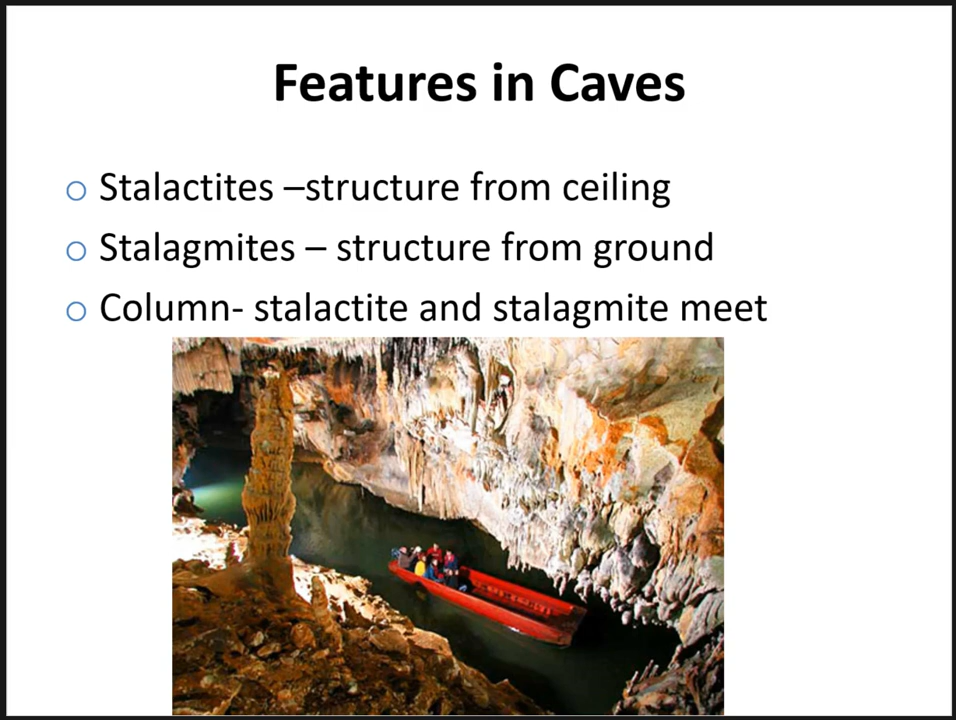 Features in Caves
Stalactites –structure from ceiling
Stalagmites – structure from ground
Column- stalactite and stalagmite meet